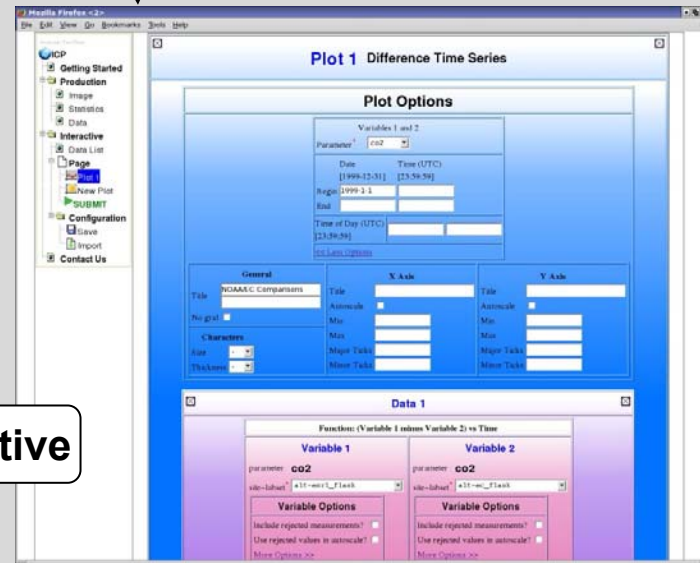 Mozilla Firefox <2>
File Edit View Go Bookmarks Tools Help
ICP
Getting Started
Production
Image
Statistics
Data
Interactive
Data List
Page
Plot 1
New Plot
SUBMIT
Configuration
Save
Import
Contact Us
Plot 1 Difference Time Series
Plot Options
Variables 1 and 2
Parameter* co2
Date Time (UTC)
[1999-12-31] [23:59:59]
Begin 1999-1-1
End
Time of Day (UTC)
[23:59:59]
<< Less Options
General X Axis Y Axis
Title NOAA/EC Comparisons Title Title
Autoscale Autoscale
No grid Min Min
Characters Max Max
Size - Major Ticks Major Ticks
Thickness - Minor Ticks Minor Ticks
Data 1
tive
Function: (Variable 1 minus Variable 2) vs Time
Variable 1 Variable 2
parameter co2 parameter co2
site-labset* site-labset* alt-ec_flask
Variable Options Variable Options
Include rejected measurements? Include rejected measurements?
Use rejected values in autoscale? Use rejected values in autoscale?
More Options >> More Options >>